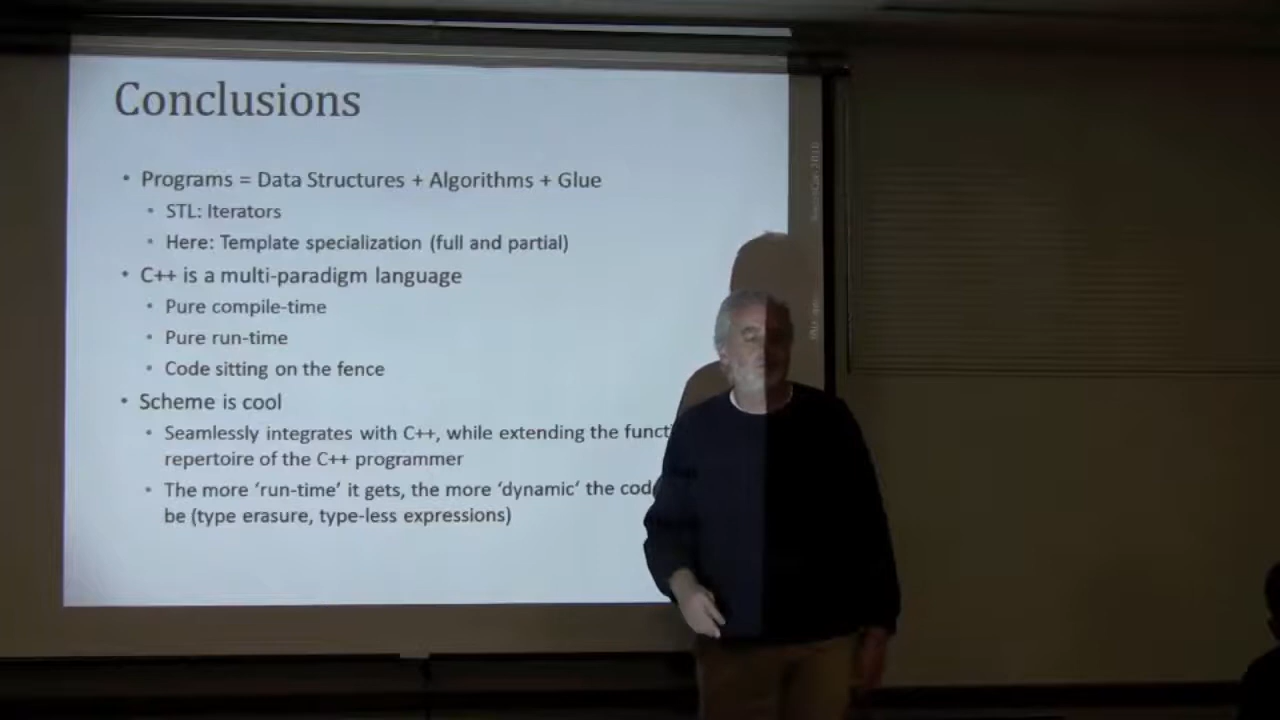 Conclusions
• Programs = Data Structures + Algorithms + Glue
• STL: Iterators
• Here: Template specialization (full and partial)
• C++ is a multi-paradigm language
• Pure compile-time
• Pure run-time
• Code sitting on the fence
• Scheme is cool
• Seamlessly integrates with C++, while extending the funct
repertoire of the C++ programmer
• The more ‘run-time’ it gets, the more ‘dynamic‘ the cod
be (type erasure, type-less expressions)